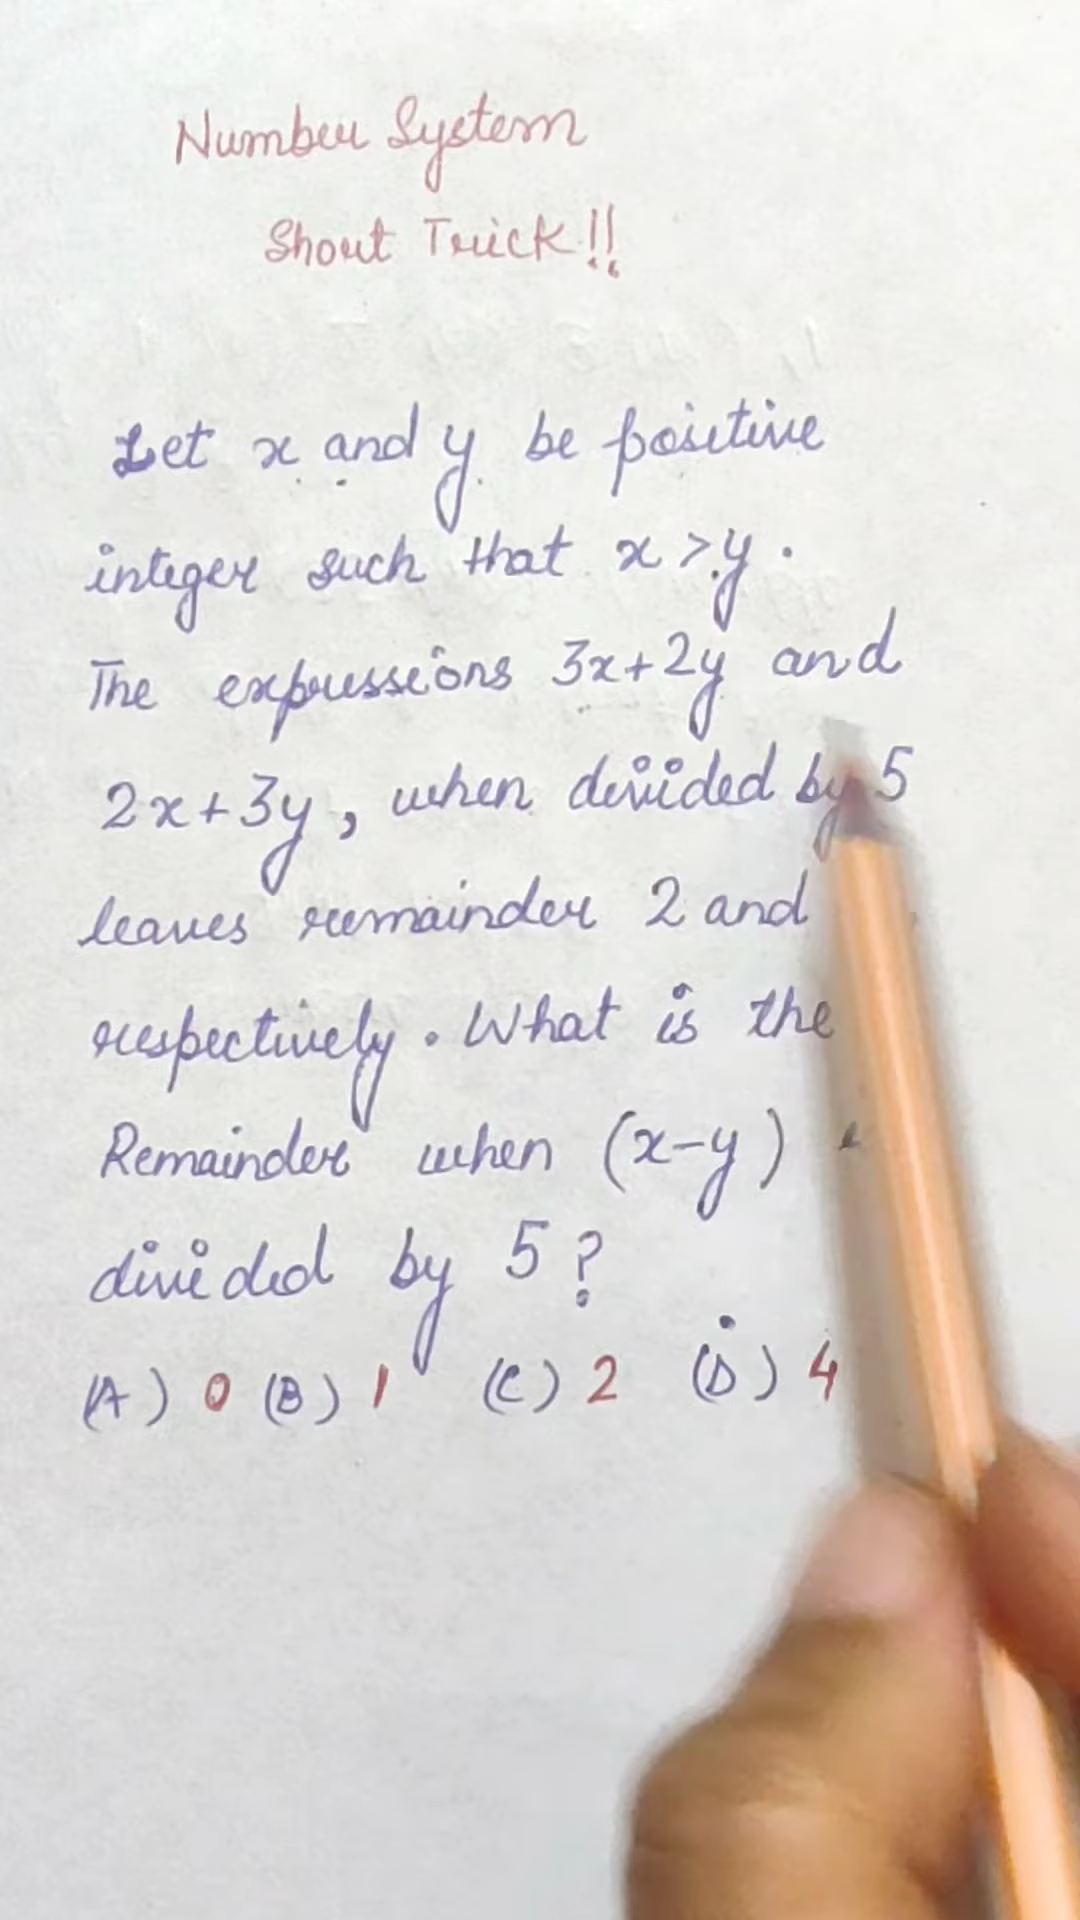 Number System
Short Trick!!
Let x and y be positive
integer such that x > y.
The expressions 3x+2y and
2x+3y, when divided by 5
leaves remainder 2 and
respectively. What is the
Remainder when (x-y)
divided by 5?
(A) 0 (B) 1 (C) 2 (D) 4